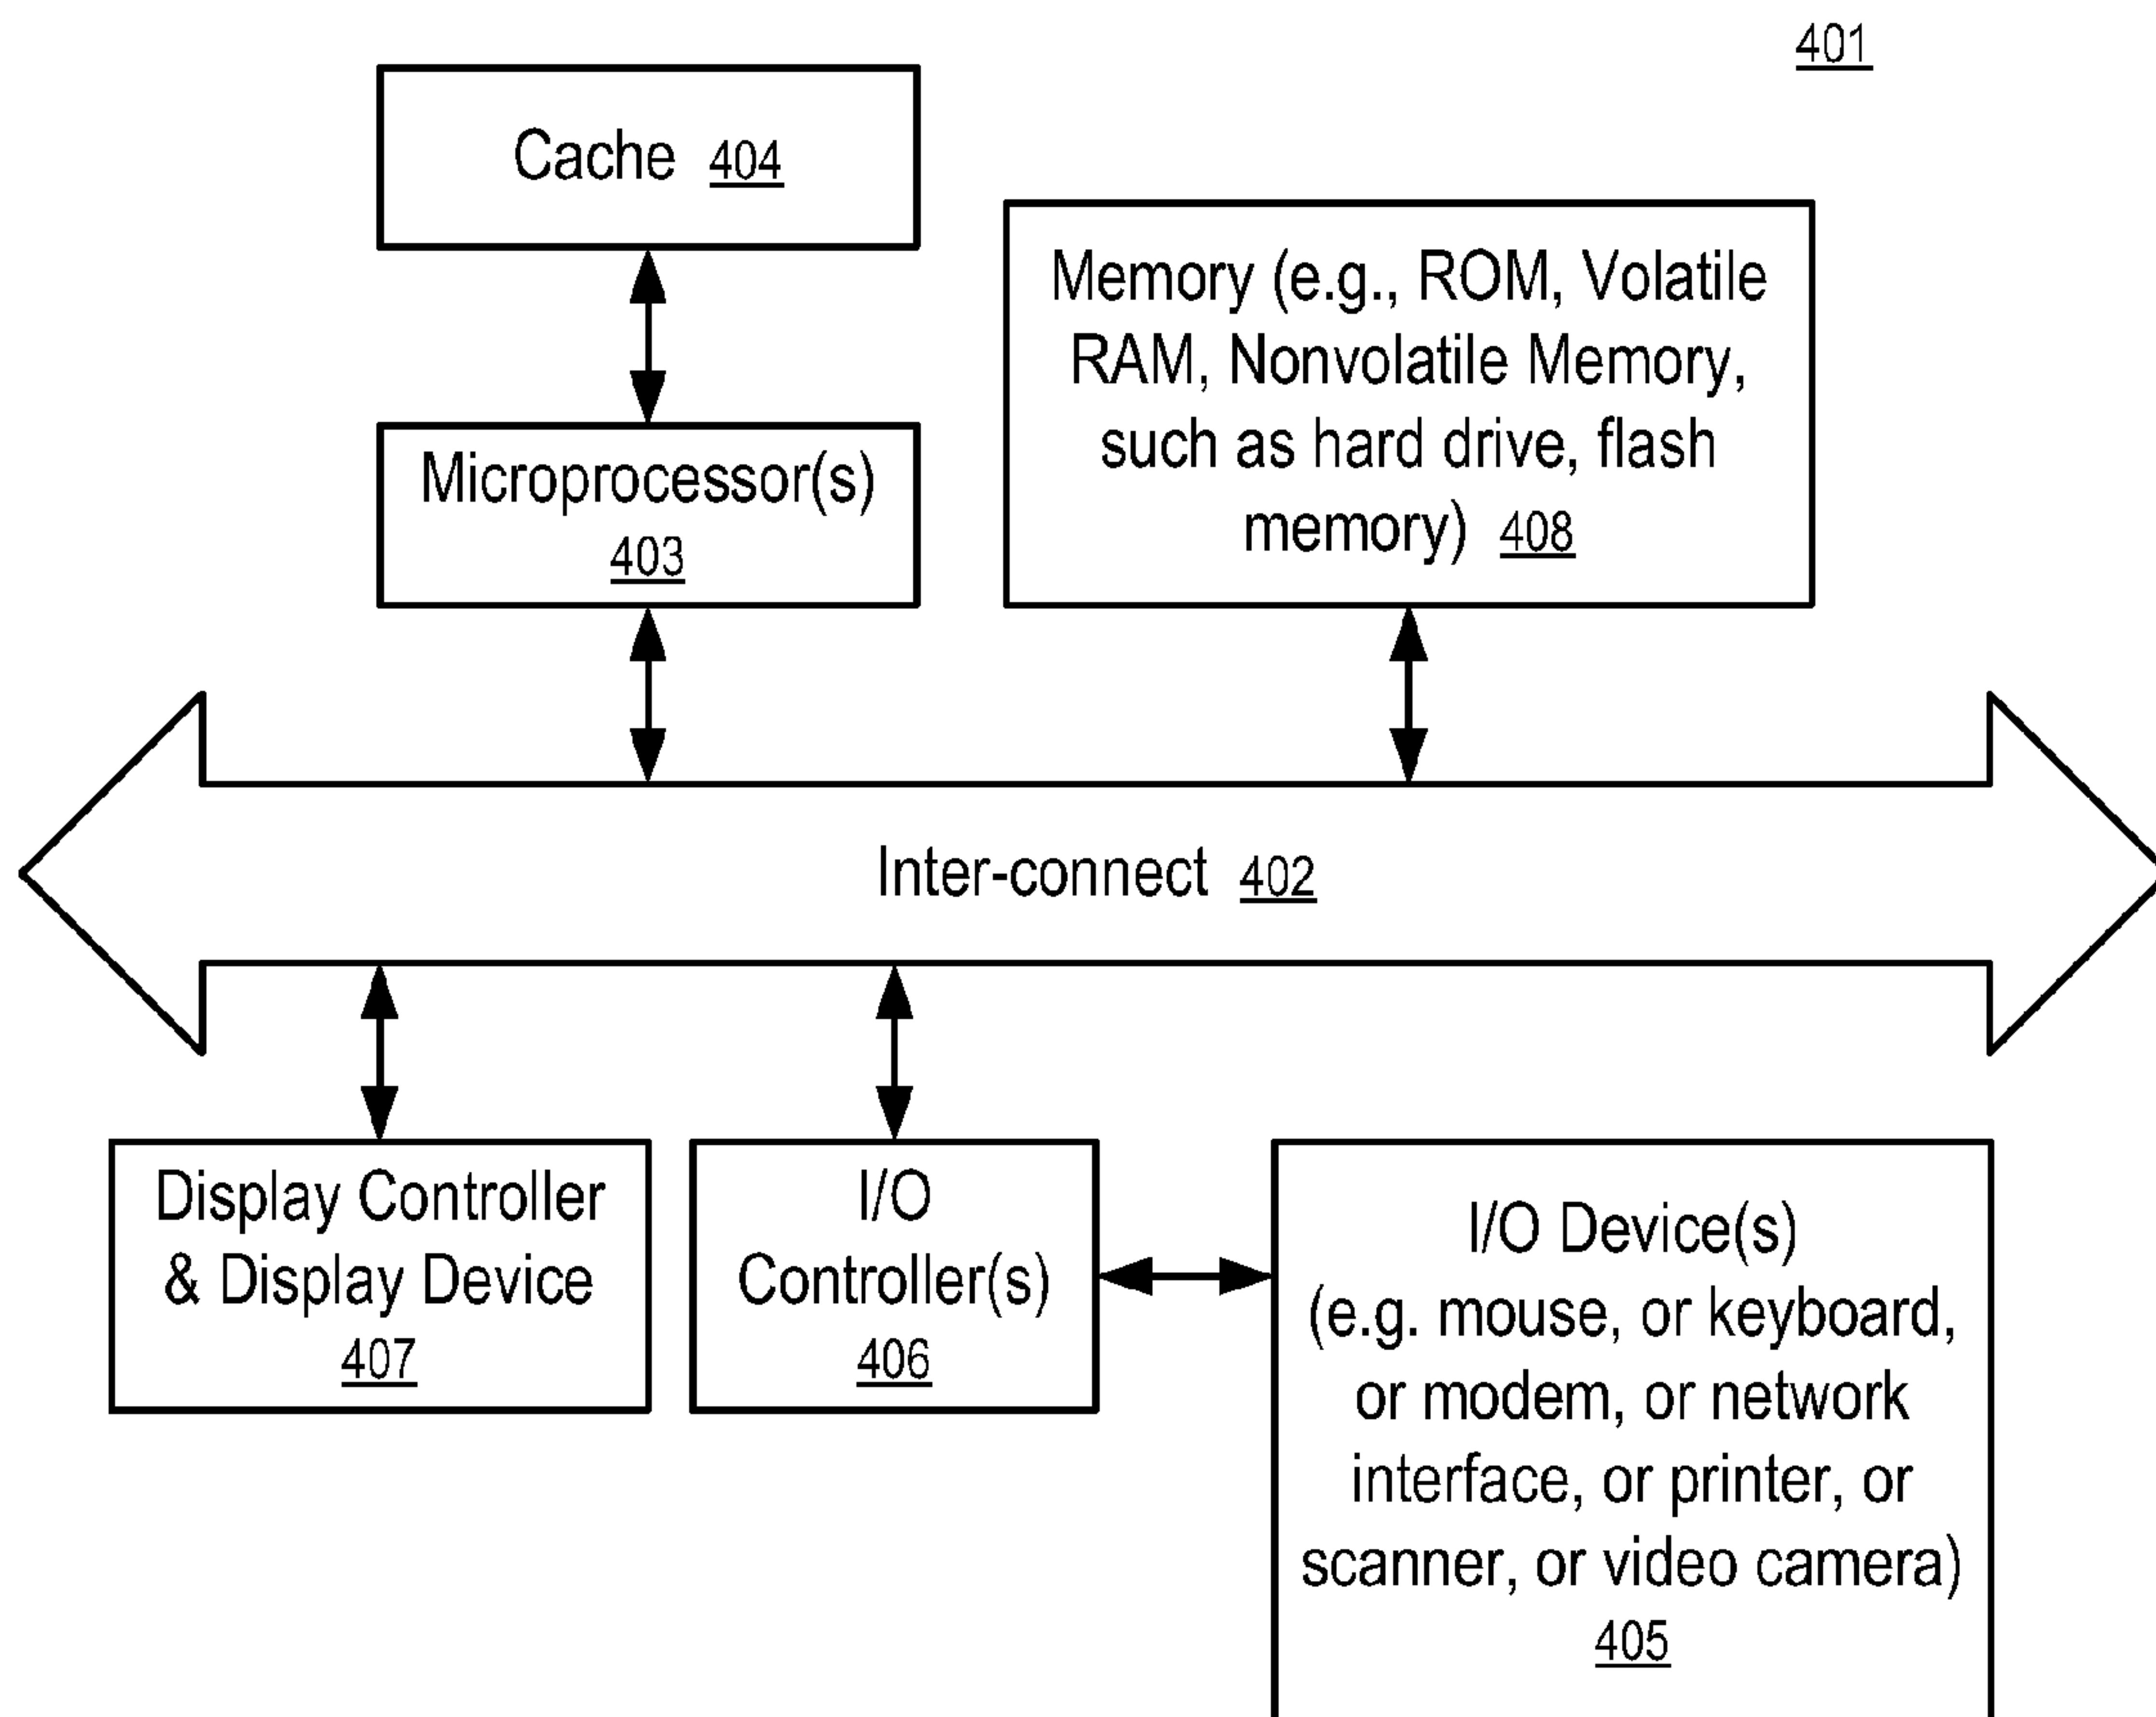 401
Cache 404
Memory (e.g., ROM, Volatile
RAM, Nonvolatile Memory,
such as hard drive, flash
memory) 408
Microprocessor(s)
403
Inter-connect 402
Display Controller
& Display Device
407
I/O
Controller(s)
406
I/O Device(s)
(e.g. mouse, or keyboard,
or modem, or network
interface, or printer, or
scanner, or video camera)
405